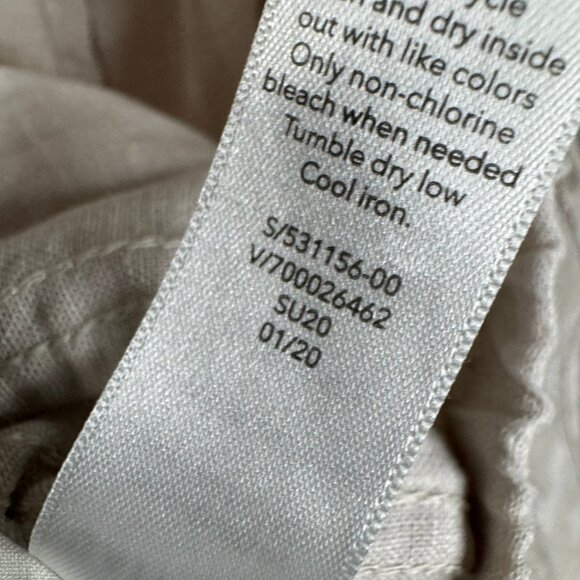 and dry inside
out with like colors
Only non-chlorine
bleach when needed
Tumble dry low
Cool iron.
S/531156-00
V/700026462
SU20
01/20